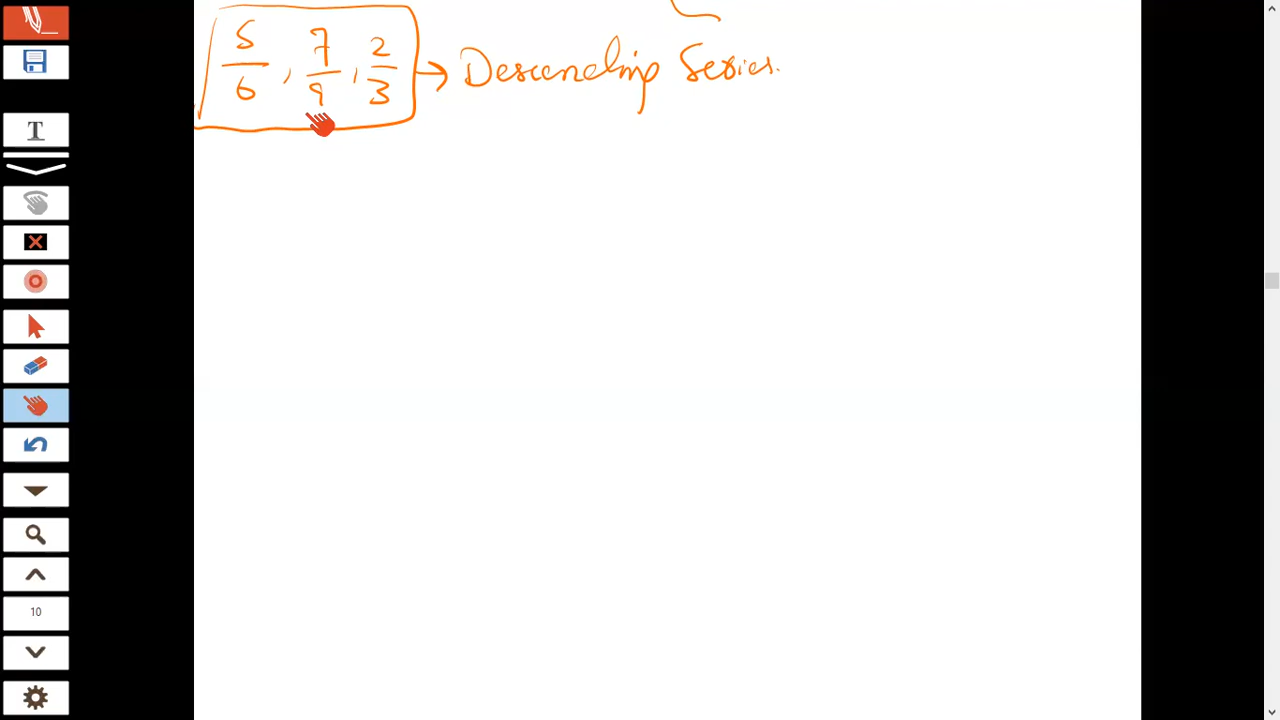 5/6, 7/9, 2/3 → Descending Series.
T
10